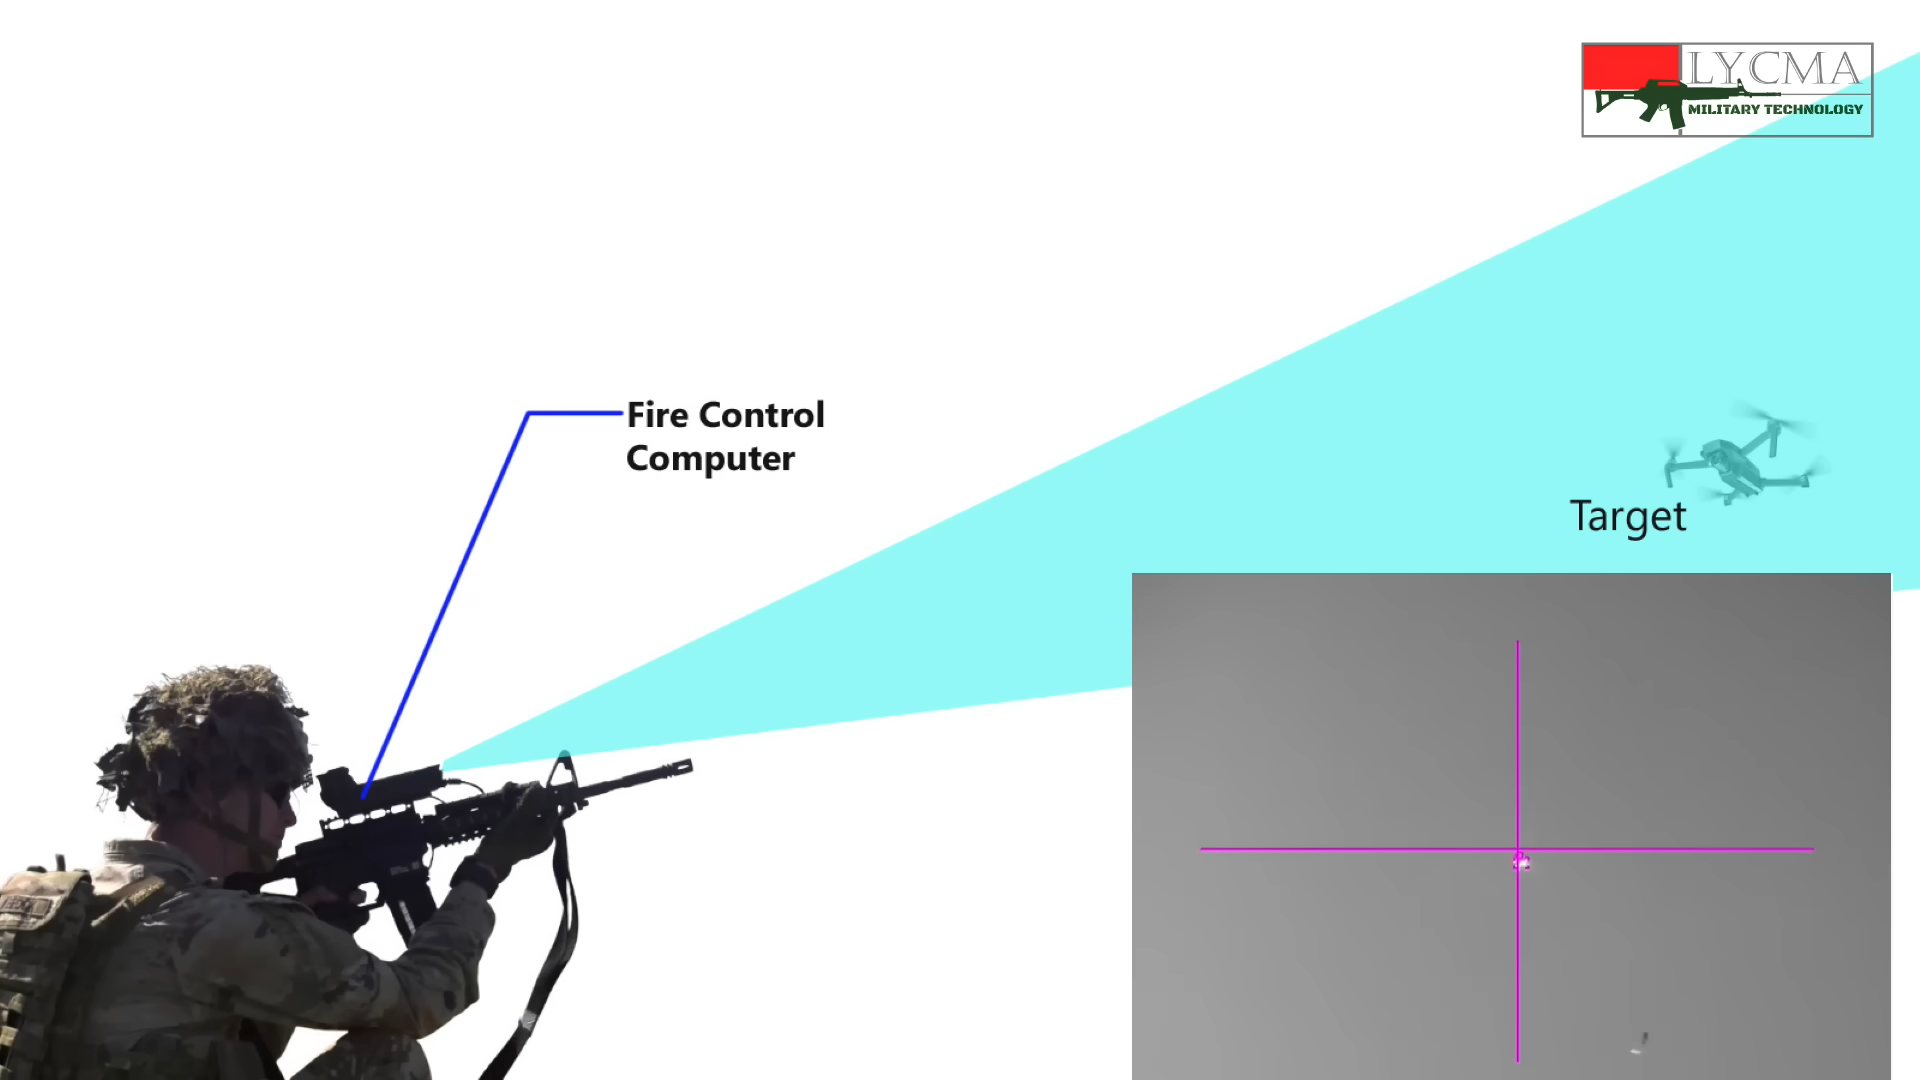 LYCMA
MILITARY TECHNOLOGY
Fire Control
Computer
Target